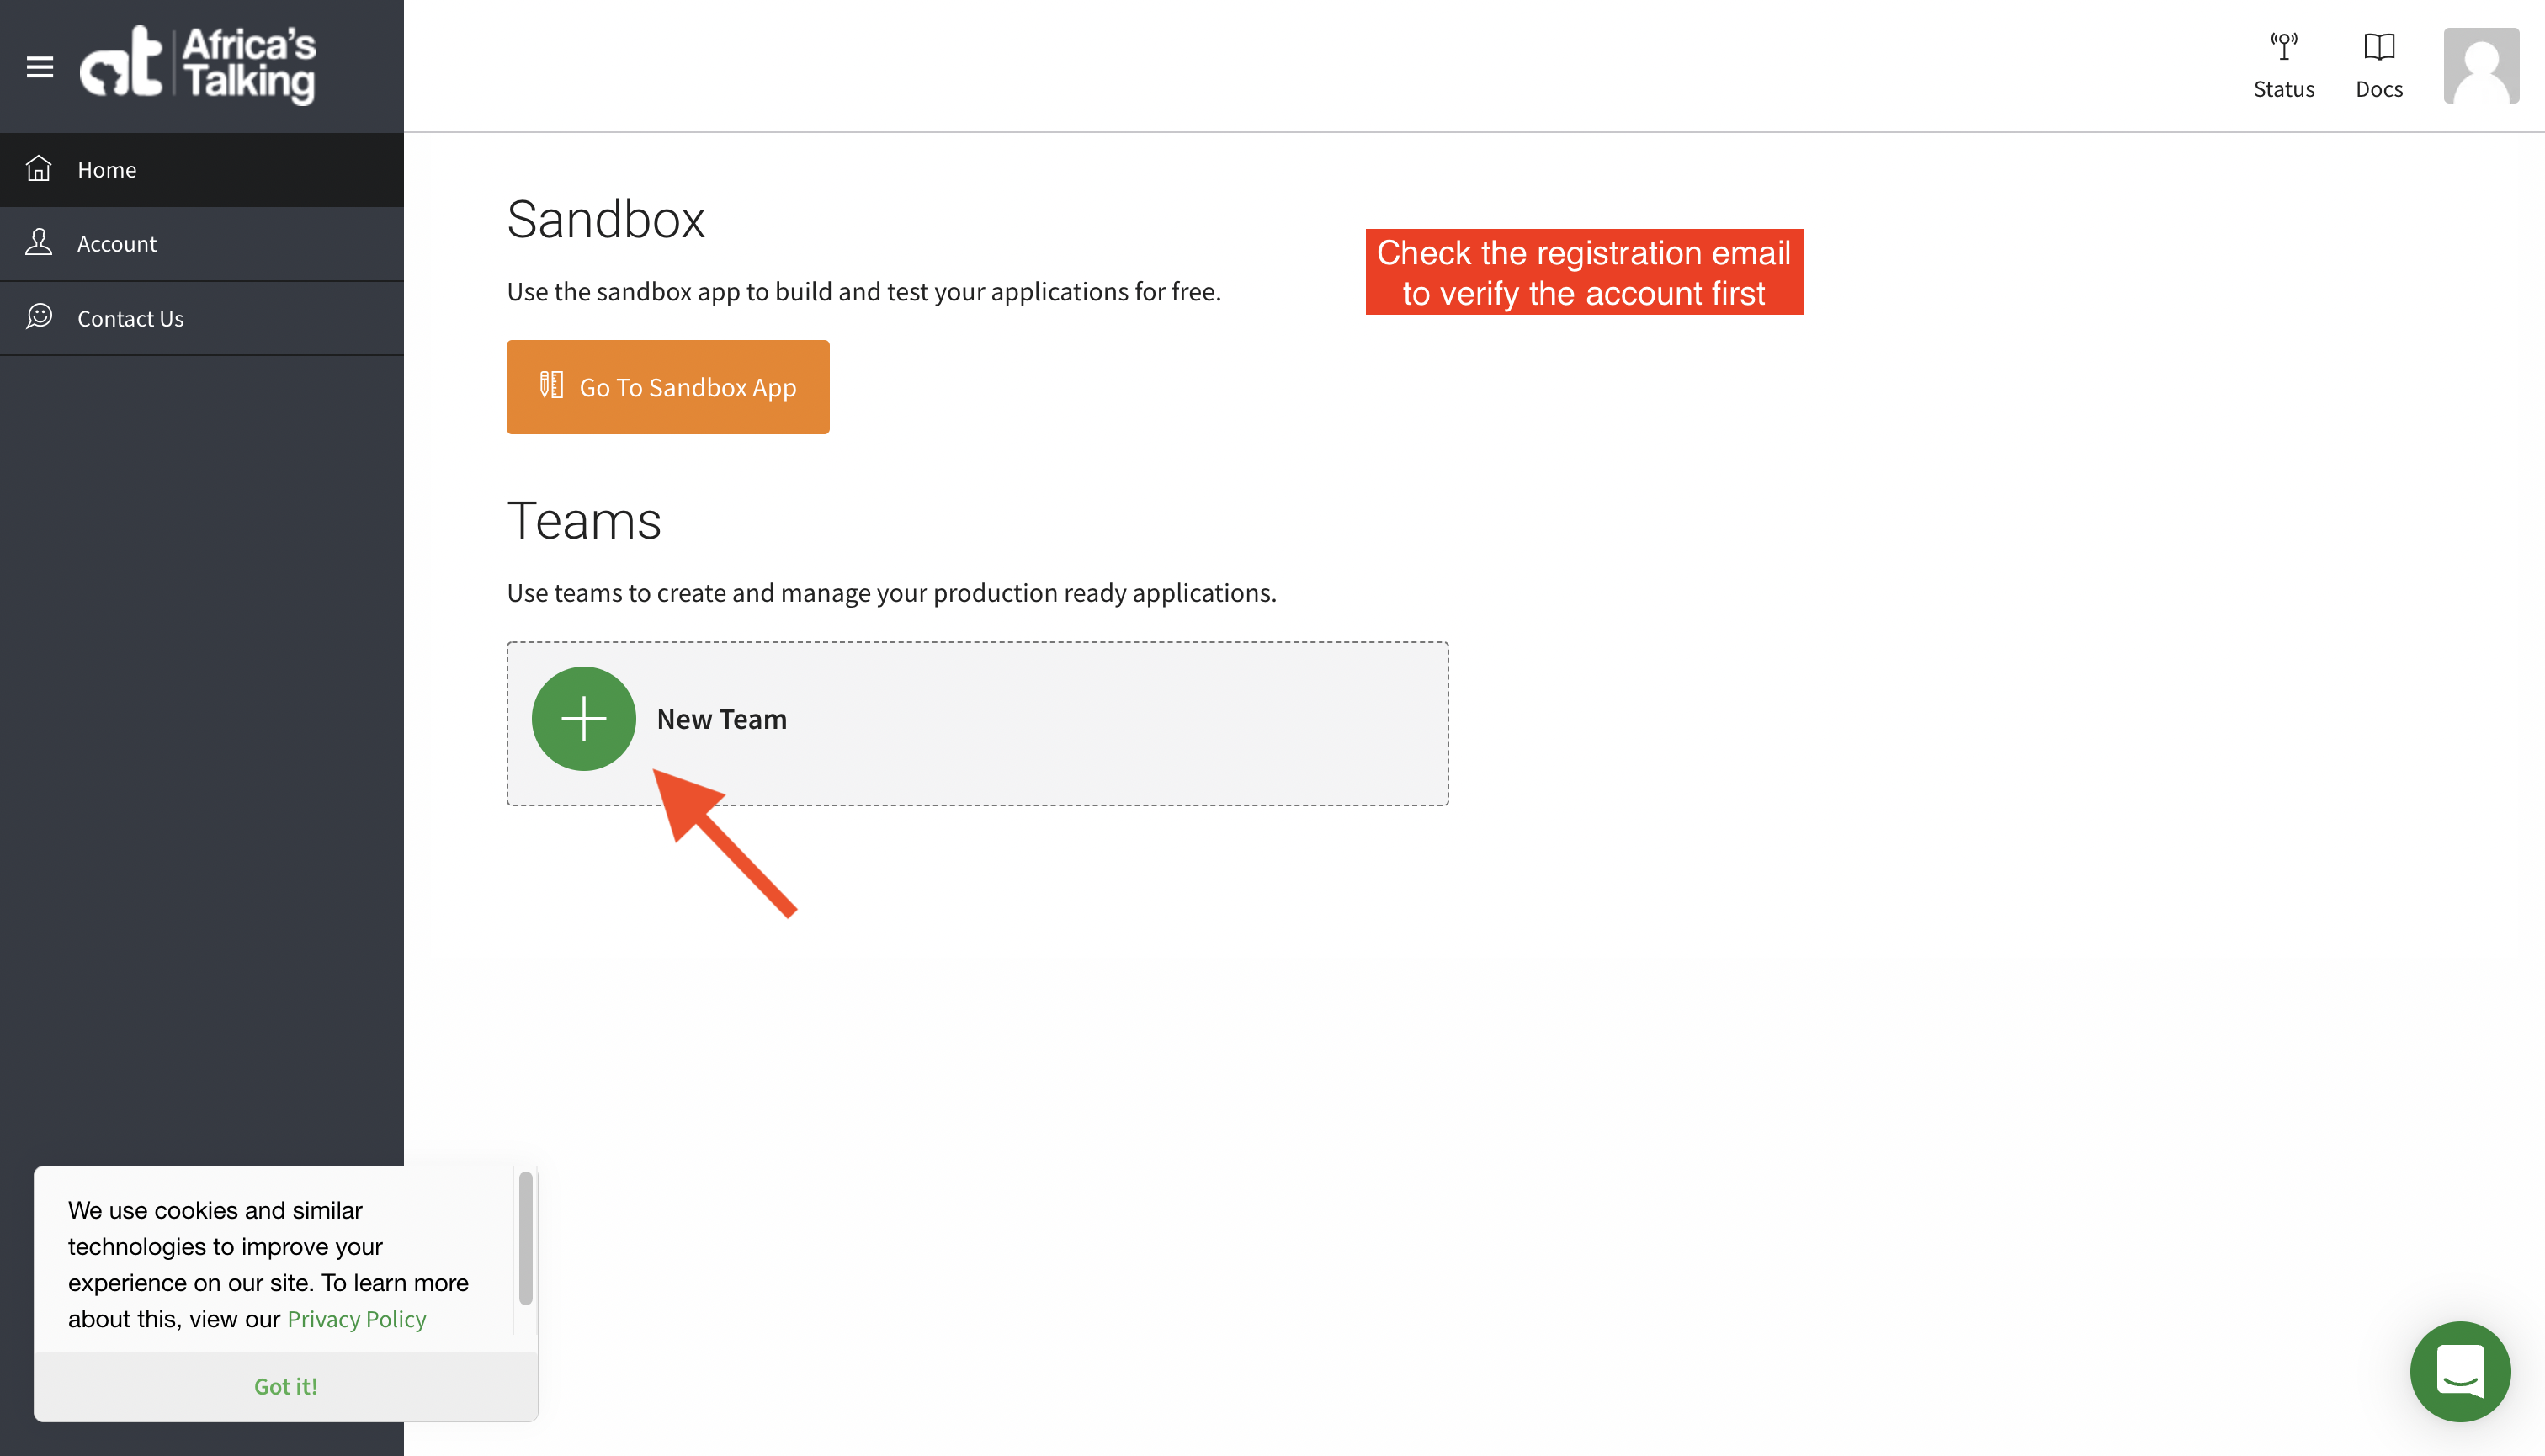 at Africa's
Talking
Status
Docs
Home
Account
Contact Us
Sandbox
Use the sandbox app to build and test your applications for free.
Check the registration email
to verify the account first
Go To Sandbox App
Teams
Use teams to create and manage your production ready applications.
New Team
We use cookies and similar
technologies to improve your
experience on our site. To learn more
about this, view our Privacy Policy
Got it!